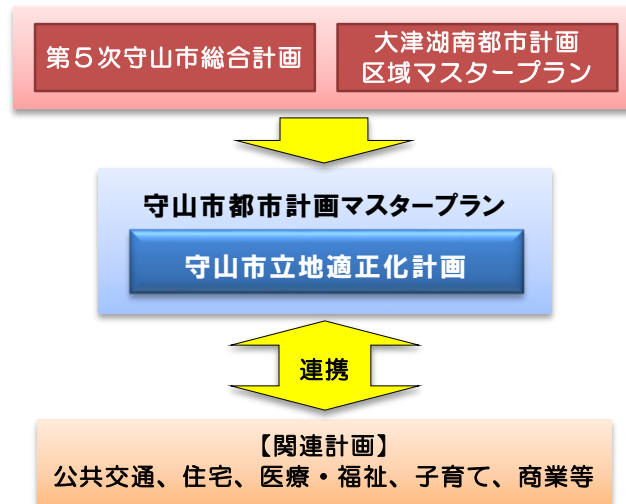 第５次守山市総合計画
大津湖南都市計画
区域マスタープラン
守山市都市計画マスタープラン
守山市立地適正化計画
連携
【関連計画】
公共交通、住宅、医療・福祉、子育て、商業等